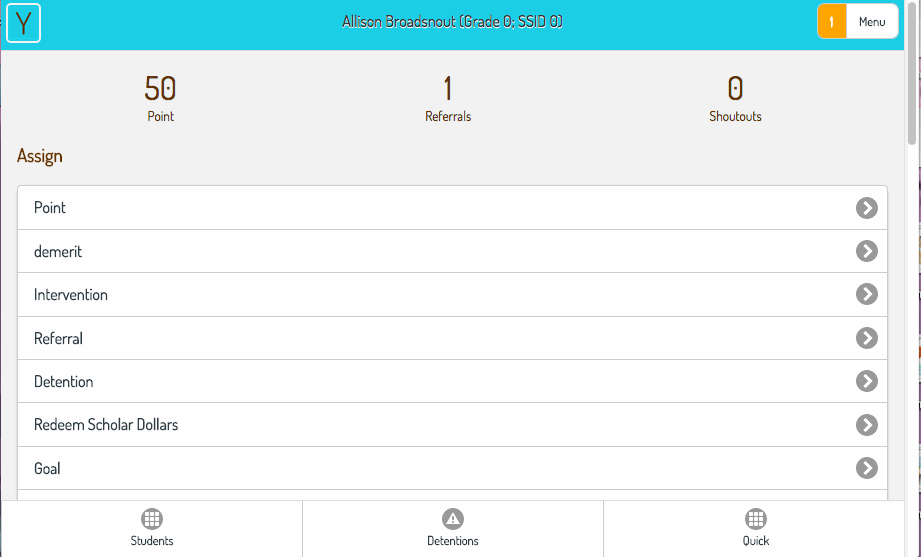 Y
Allison Broadsnout (Grade 0; SSID 0)
1 Menu
50 1 0
Point Referrals Shoutouts
Assign
Point
demerit
Intervention
Referral
Detention
Redeem Scholar Dollars
Goal
Students Detentions Quick